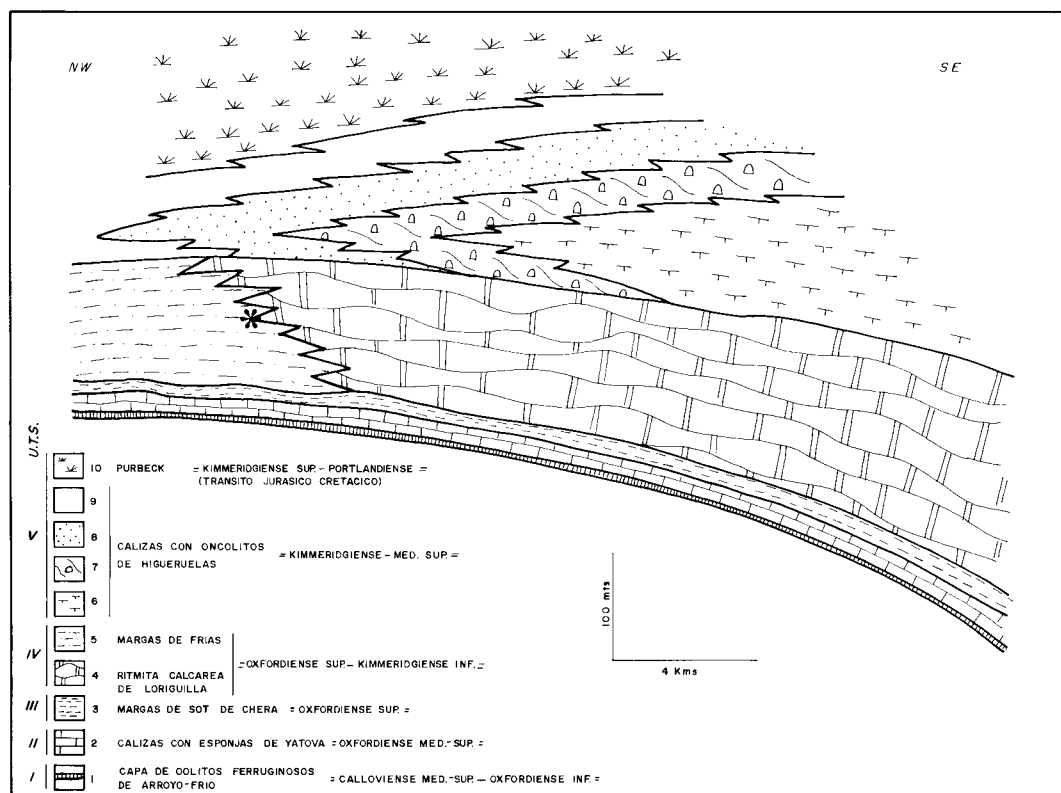 NW
SE
U.T.S.
10 PURBECK = KIMMERIDGIENSE SUP. - PORTLANDIENSE =
(TRANSITO JURASICO CRETACICO)
V
9
8
7
6
CALIZAS CON ONCOLITOS
DE HIGUERUELAS
= KIMMERIDGIENSE - MED. SUP. =
IV
5 MARGAS DE FRIAS
4 RITMITA CALCAREA
DE LORIGUILLA
= OXFORDIENSE SUP. - KIMMERIDGIENSE INF. =
III 3 MARGAS DE SOT DE CHERA = OXFORDIENSE SUP. =
II 2 CALIZAS CON ESPONJAS DE YATOVA = OXFORDIENSE MED.-SUP. =
I 1 CAPA DE OOLITOS FERRUGINOSOS
DE ARROYO-FRIO
= CALLOVIENSE MED.-SUP. - OXFORDIENSE INF. =
100 mts
4 Kms